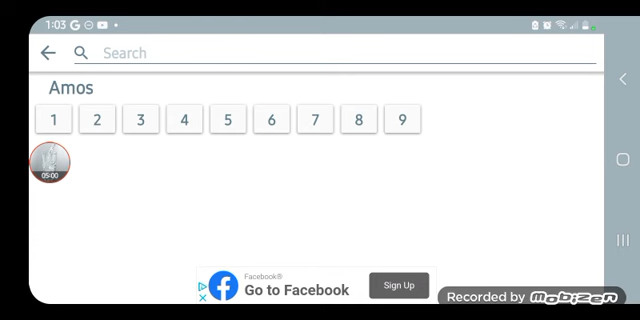 1:03
Search
Amos
1 2 3 4 5 6 7 8 9
05:00
Facebook®
Go to Facebook
Sign Up
Recorded by Mobizen